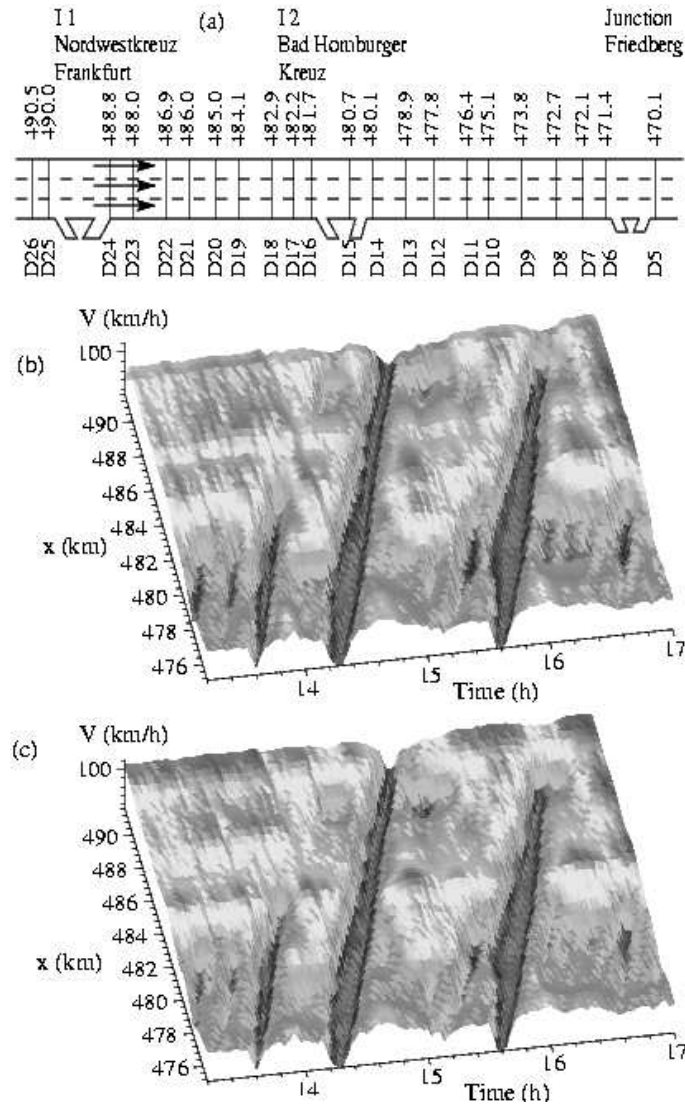 I 1 (a) I 2 Junction
Nordwestkreuz Bad Homburger Friedberg
Frankfurt Kreuz
490.5 490.0 488.8 488.0 486.9 486.0 485.0 484.1 482.9 482.2 481.7 480.7 480.1 478.9 477.8 476.4 475.1 473.8 472.7 472.1 471.4 470.1
D26 D25 D24 D23 D22 D21 D20 D19 D18 D17 D16 D15 D14 D13 D12 D11 D10 D9 D8 D7 D6 D5
V (km/h)
(b)
100
490
488
486
484
x (km)
482
480
478
476
14 15 16 17
Time (h)
V (km/h)
(c)
100
490
488
486
484
x (km)
482
480
478
476
14 15 16 17
Time (h)